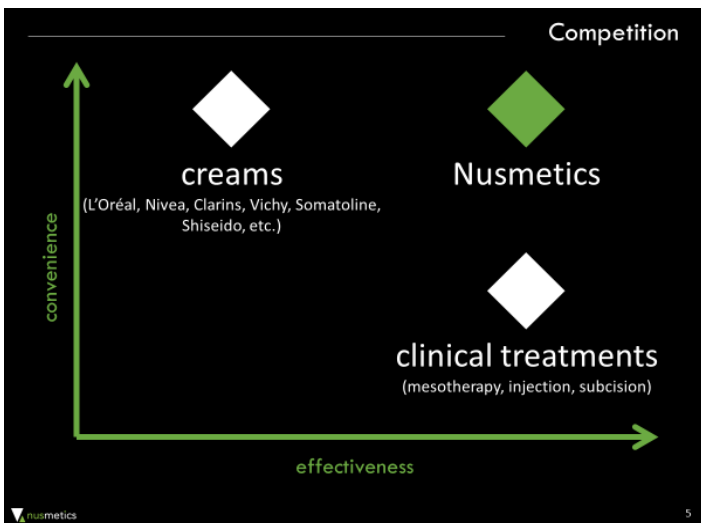 Competition
creams
(L'Oréal, Nivea, Clarins, Vichy, Somatoline,
Shiseido, etc.)
Nusmetics
convenience
clinical treatments
(mesotherapy, injection, subcision)
effectiveness
nusmetics
5